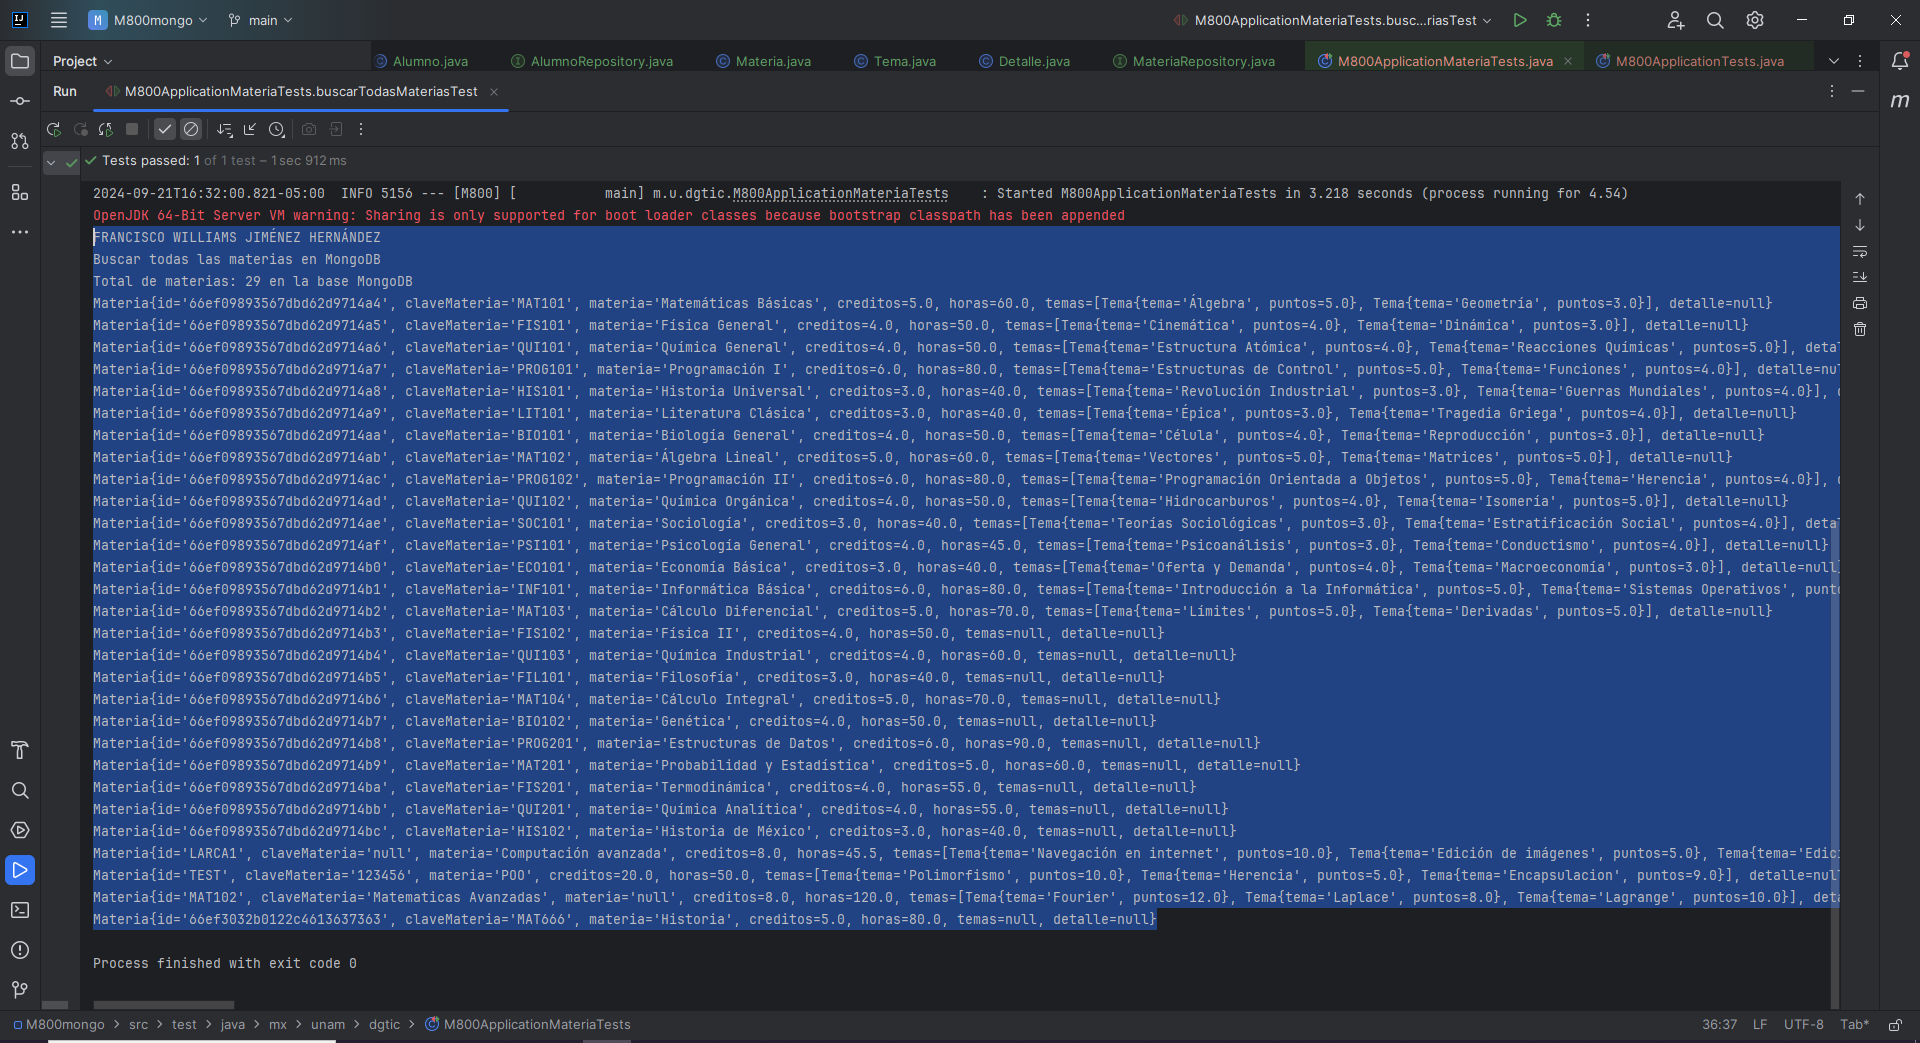 M M800mongo main M800ApplicationMateriaTests.busc...riasTest
Project Alumno.java AlumnoRepository.java Materia.java Tema.java Detalle.java MateriaRepository.java M800ApplicationMateriaTests.java M800ApplicationTests.java
Run M800ApplicationMateriaTests.buscarTodasMateriasTest
Tests passed: 1 of 1 test – 1 sec 912 ms
2024-09-21T16:32:00.821-05:00  INFO 5156 --- [M800] [           main] m.u.dgtic.M800ApplicationMateriaTests    : Started M800ApplicationMateriaTests in 3.218 seconds (process running for 4.54)
OpenJDK 64-Bit Server VM warning: Sharing is only supported for boot loader classes because bootstrap classpath has been appended
FRANCISCO WILLIAMS JIMÉNEZ HERNÁNDEZ
Buscar todas las materias en MongoDB
Total de materias: 29 en la base MongoDB
Materia{id='66ef09893567dbd62d9714a4', claveMateria='MAT101', materia='Matemáticas Básicas', creditos=5.0, horas=60.0, temas=[Tema{tema='Álgebra', puntos=5.0}, Tema{tema='Geometría', puntos=3.0}], detalle=null}
Materia{id='66ef09893567dbd62d9714a5', claveMateria='FIS101', materia='Física General', creditos=4.0, horas=50.0, temas=[Tema{tema='Cinemática', puntos=4.0}, Tema{tema='Dinámica', puntos=3.0}], detalle=null}
Materia{id='66ef09893567dbd62d9714a6', claveMateria='QUI101', materia='Química General', creditos=4.0, horas=50.0, temas=[Tema{tema='Estructura Atómica', puntos=4.0}, Tema{tema='Reacciones Químicas', puntos=5.0}], deta
Materia{id='66ef09893567dbd62d9714a7', claveMateria='PROG101', materia='Programación I', creditos=6.0, horas=80.0, temas=[Tema{tema='Estructuras de Control', puntos=5.0}, Tema{tema='Funciones', puntos=4.0}], detalle=nul
Materia{id='66ef09893567dbd62d9714a8', claveMateria='HIS101', materia='Historia Universal', creditos=3.0, horas=40.0, temas=[Tema{tema='Revolución Industrial', puntos=3.0}, Tema{tema='Guerras Mundiales', puntos=4.0}], d
Materia{id='66ef09893567dbd62d9714a9', claveMateria='LIT101', materia='Literatura Clásica', creditos=3.0, horas=40.0, temas=[Tema{tema='Épica', puntos=3.0}, Tema{tema='Tragedia Griega', puntos=4.0}], detalle=null}
Materia{id='66ef09893567dbd62d9714aa', claveMateria='BIO101', materia='Biología General', creditos=4.0, horas=50.0, temas=[Tema{tema='Célula', puntos=4.0}, Tema{tema='Reproducción', puntos=3.0}], detalle=null}
Materia{id='66ef09893567dbd62d9714ab', claveMateria='MAT102', materia='Álgebra Lineal', creditos=5.0, horas=60.0, temas=[Tema{tema='Vectores', puntos=5.0}, Tema{tema='Matrices', puntos=5.0}], detalle=null}
Materia{id='66ef09893567dbd62d9714ac', claveMateria='PROG102', materia='Programación II', creditos=6.0, horas=80.0, temas=[Tema{tema='Programación Orientada a Objetos', puntos=5.0}, Tema{tema='Herencia', puntos=4.0}], d
Materia{id='66ef09893567dbd62d9714ad', claveMateria='QUI102', materia='Química Orgánica', creditos=4.0, horas=50.0, temas=[Tema{tema='Hidrocarburos', puntos=4.0}, Tema{tema='Isomería', puntos=5.0}], detalle=null}
Materia{id='66ef09893567dbd62d9714ae', claveMateria='SOC101', materia='Sociología', creditos=3.0, horas=40.0, temas=[Tema{tema='Teorías Sociológicas', puntos=3.0}, Tema{tema='Estratificación Social', puntos=4.0}], deta
Materia{id='66ef09893567dbd62d9714af', claveMateria='PSI101', materia='Psicología General', creditos=4.0, horas=45.0, temas=[Tema{tema='Psicoanálisis', puntos=3.0}, Tema{tema='Conductismo', puntos=4.0}], detalle=null}
Materia{id='66ef09893567dbd62d9714b0', claveMateria='ECO101', materia='Economía Básica', creditos=3.0, horas=40.0, temas=[Tema{tema='Oferta y Demanda', puntos=4.0}, Tema{tema='Macroeconomía', puntos=3.0}], detalle=null
Materia{id='66ef09893567dbd62d9714b1', claveMateria='INF101', materia='Informática Básica', creditos=6.0, horas=80.0, temas=[Tema{tema='Introducción a la Informática', puntos=5.0}, Tema{tema='Sistemas Operativos', punto
Materia{id='66ef09893567dbd62d9714b2', claveMateria='MAT103', materia='Cálculo Diferencial', creditos=5.0, horas=70.0, temas=[Tema{tema='Límites', puntos=5.0}, Tema{tema='Derivadas', puntos=5.0}], detalle=null}
Materia{id='66ef09893567dbd62d9714b3', claveMateria='FIS102', materia='Física II', creditos=4.0, horas=50.0, temas=null, detalle=null}
Materia{id='66ef09893567dbd62d9714b4', claveMateria='QUI103', materia='Química Industrial', creditos=4.0, horas=60.0, temas=null, detalle=null}
Materia{id='66ef09893567dbd62d9714b5', claveMateria='FIL101', materia='Filosofía', creditos=3.0, horas=40.0, temas=null, detalle=null}
Materia{id='66ef09893567dbd62d9714b6', claveMateria='MAT104', materia='Cálculo Integral', creditos=5.0, horas=70.0, temas=null, detalle=null}
Materia{id='66ef09893567dbd62d9714b7', claveMateria='BIO102', materia='Genética', creditos=4.0, horas=50.0, temas=null, detalle=null}
Materia{id='66ef09893567dbd62d9714b8', claveMateria='PROG201', materia='Estructuras de Datos', creditos=6.0, horas=90.0, temas=null, detalle=null}
Materia{id='66ef09893567dbd62d9714b9', claveMateria='MAT201', materia='Probabilidad y Estadística', creditos=5.0, horas=60.0, temas=null, detalle=null}
Materia{id='66ef09893567dbd62d9714ba', claveMateria='FIS201', materia='Termodinámica', creditos=4.0, horas=55.0, temas=null, detalle=null}
Materia{id='66ef09893567dbd62d9714bb', claveMateria='QUI201', materia='Química Analítica', creditos=4.0, horas=55.0, temas=null, detalle=null}
Materia{id='66ef09893567dbd62d9714bc', claveMateria='HIS102', materia='Historia de México', creditos=3.0, horas=40.0, temas=null, detalle=null}
Materia{id='LARCA1', claveMateria='null', materia='Computación avanzada', creditos=8.0, horas=45.5, temas=[Tema{tema='Navegación en internet', puntos=10.0}, Tema{tema='Edición de imágenes', puntos=5.0}, Tema{tema='Edic
Materia{id='TEST', claveMateria='123456', materia='POO', creditos=20.0, horas=50.0, temas=[Tema{tema='Polimorfismo', puntos=10.0}, Tema{tema='Herencia', puntos=5.0}, Tema{tema='Encapsulacion', puntos=9.0}], detalle=nul
Materia{id='MAT102', claveMateria='Matematicas Avanzadas', materia='null', creditos=8.0, horas=120.0, temas=[Tema{tema='Fourier', puntos=12.0}, Tema{tema='Laplace', puntos=8.0}, Tema{tema='Lagrange', puntos=10.0}], det
Materia{id='66ef3032b0122c4613637363', claveMateria='MAT666', materia='Historia', creditos=5.0, horas=80.0, temas=null, detalle=null}
Process finished with exit code 0
M800mongo > src > test > java > mx > unam > dgtic > M800ApplicationMateriaTests 36:37 LF UTF-8 Tab*